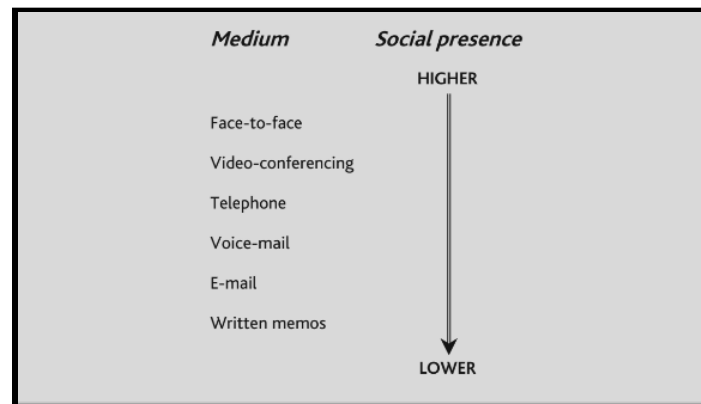 Medium Social presence
HIGHER
Face-to-face
Video-conferencing
Telephone
Voice-mail
E-mail
Written memos
LOWER